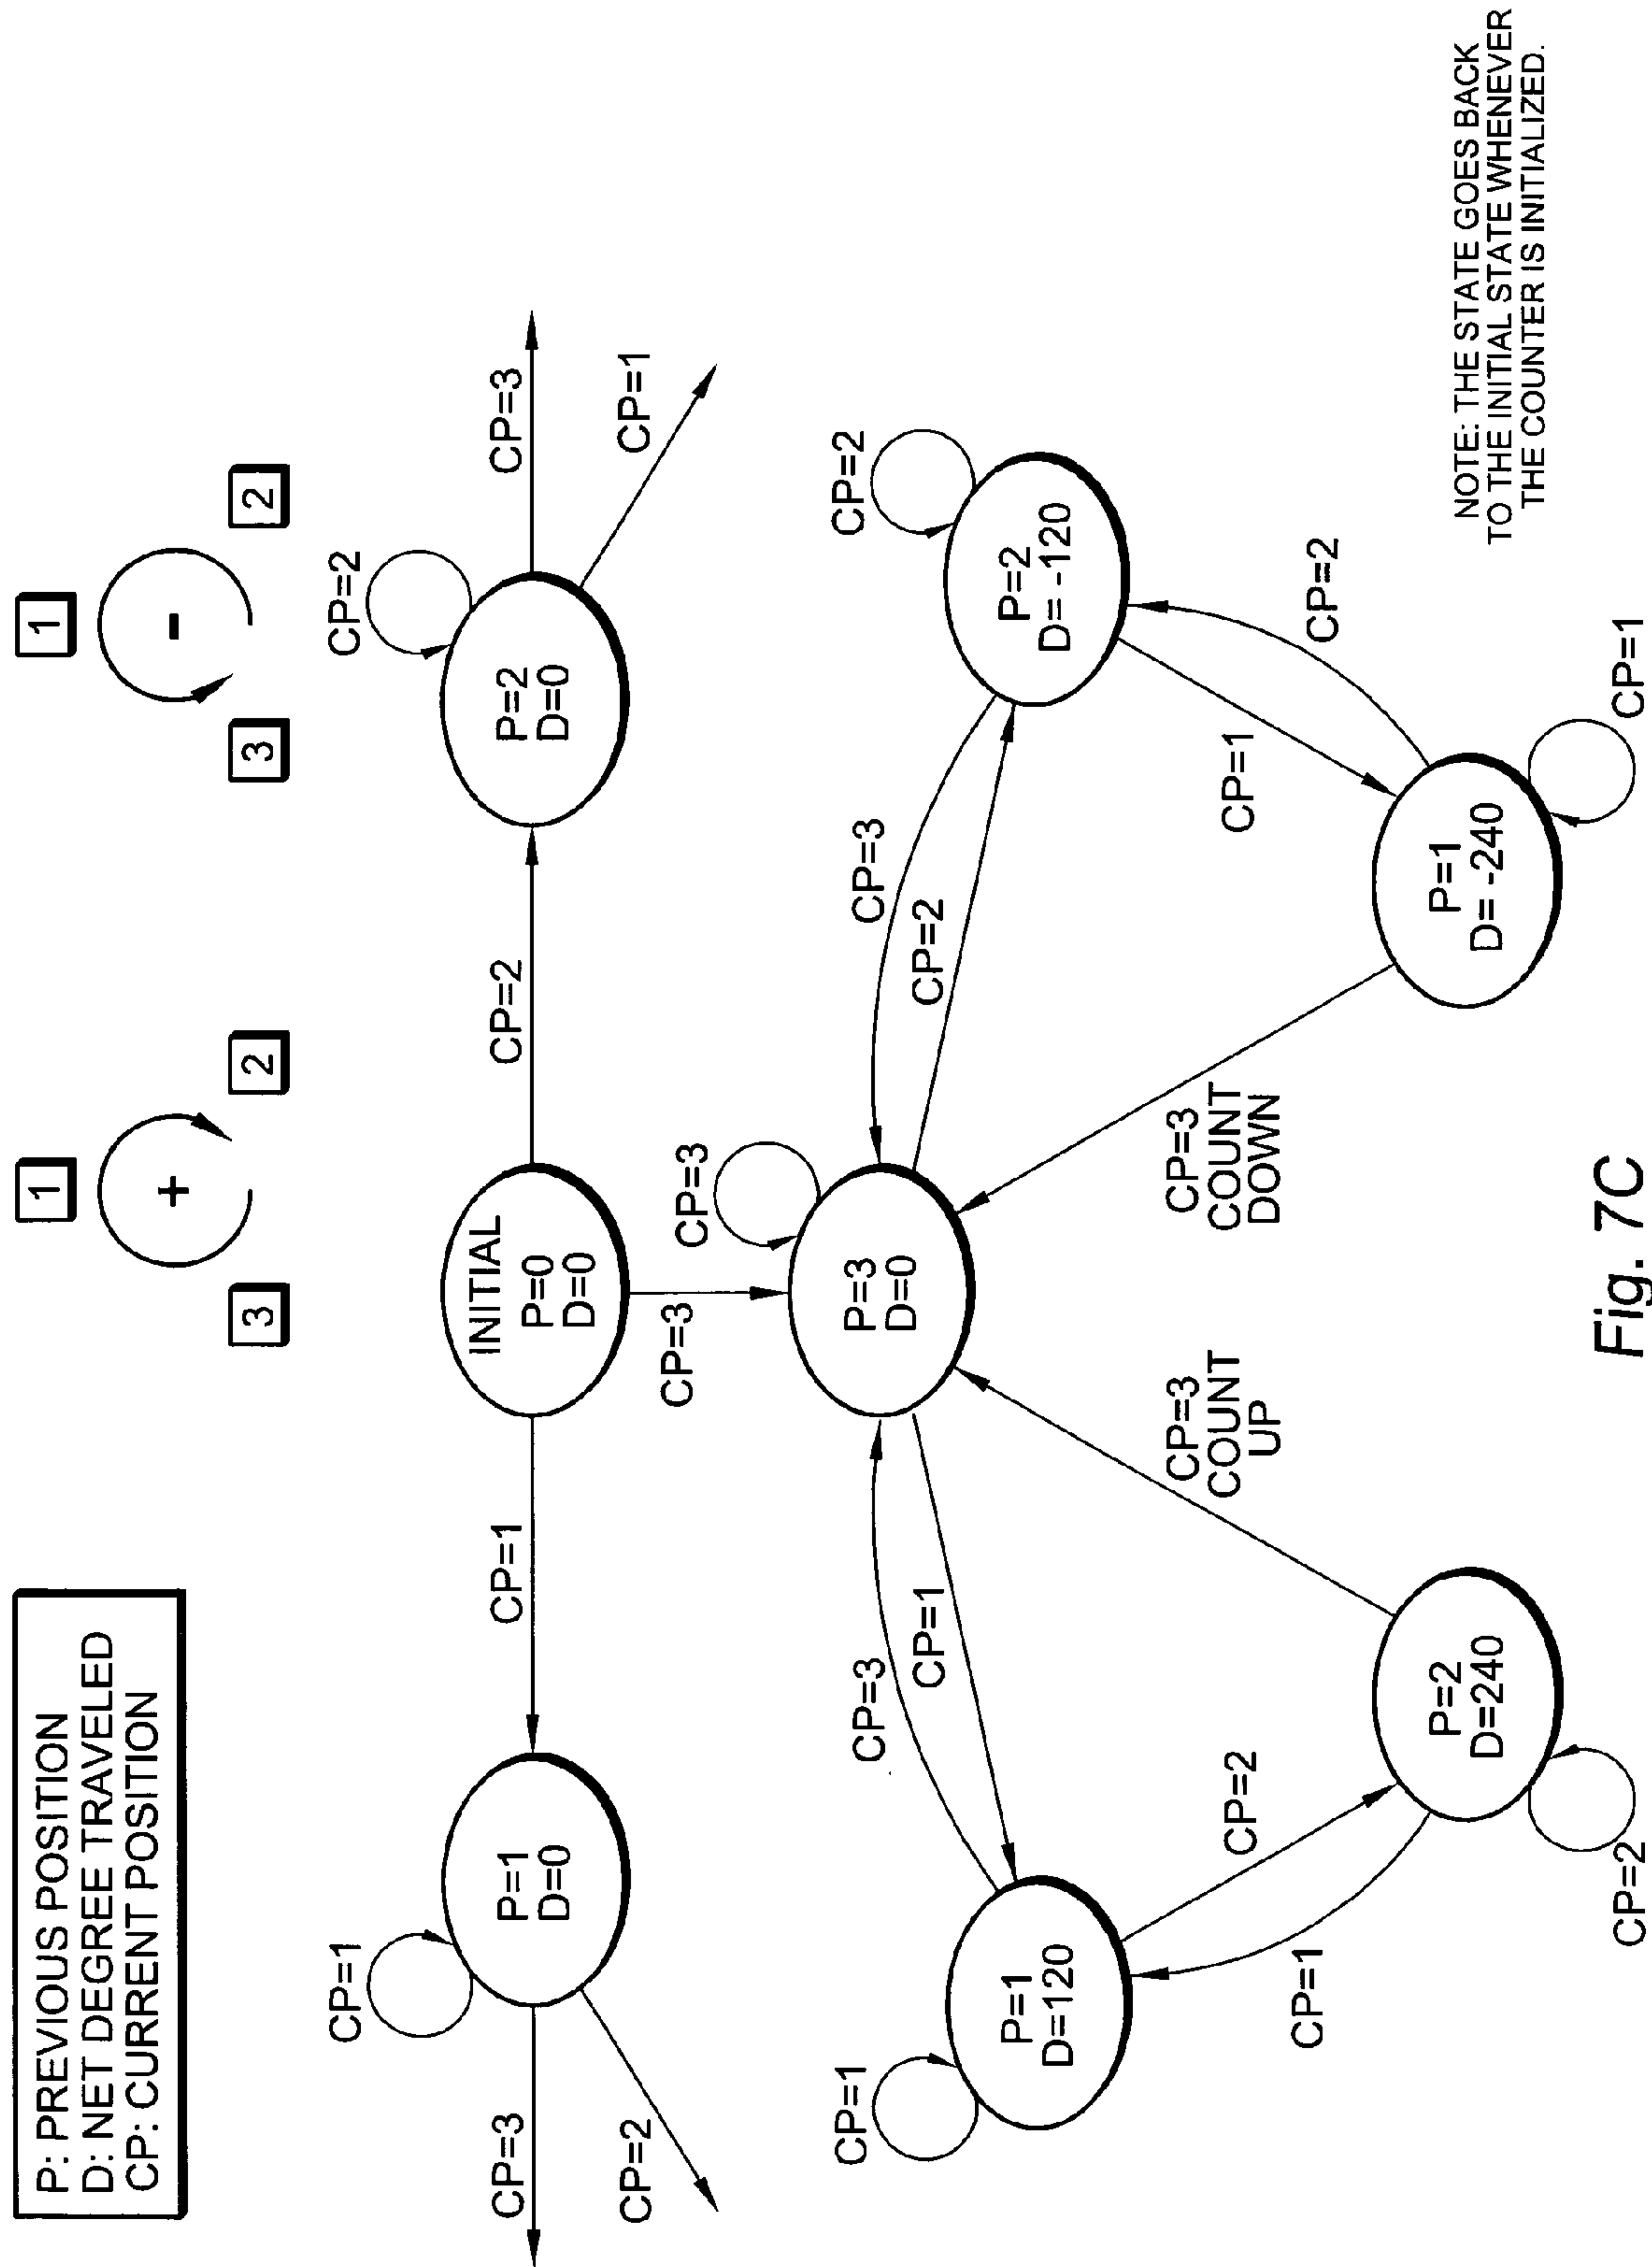 P: PREVIOUS POSITION
D: NET DEGREE TRAVELED
CP: CURRENT POSITION
1
+
3
2
1
-
3
2
CP=1
CP=3
CP=2
P=1
D=0
CP=1
INITIAL
P=0
D=0
CP=2
CP=2
P=2
D=0
CP=3
CP=1
CP=3
CP=3
P=3
D=0
CP=3
CP=1
CP=3
CP=2
CP=1
P=1
D=120
CP=2
P=2
D= -120
CP=1
CP=2
CP=3
COUNT
UP
CP=3
COUNT
DOWN
CP=1
CP=2
P=2
D=240
CP=2
P=1
D= -240
CP=1
NOTE: THE STATE GOES BACK
TO THE INITIAL STATE WHENEVER
THE COUNTER IS INITIALIZED.
Fig. 7C